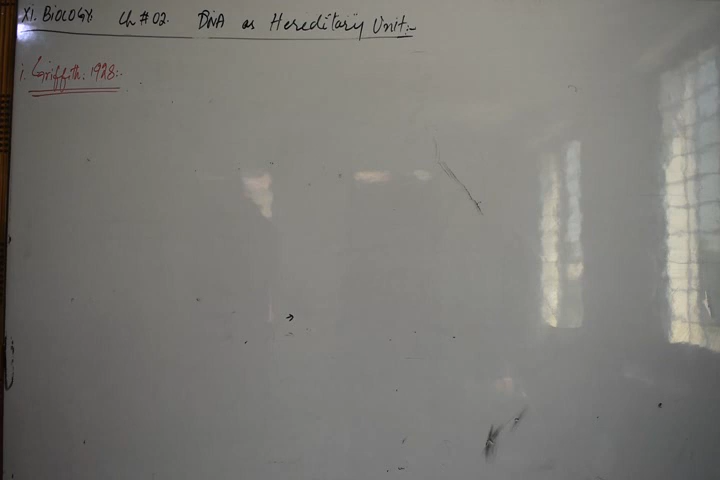 XI. BIOLOGY. Ch # 02. DNA as Hereditary Unit:-
i. Griffith. 1928:-